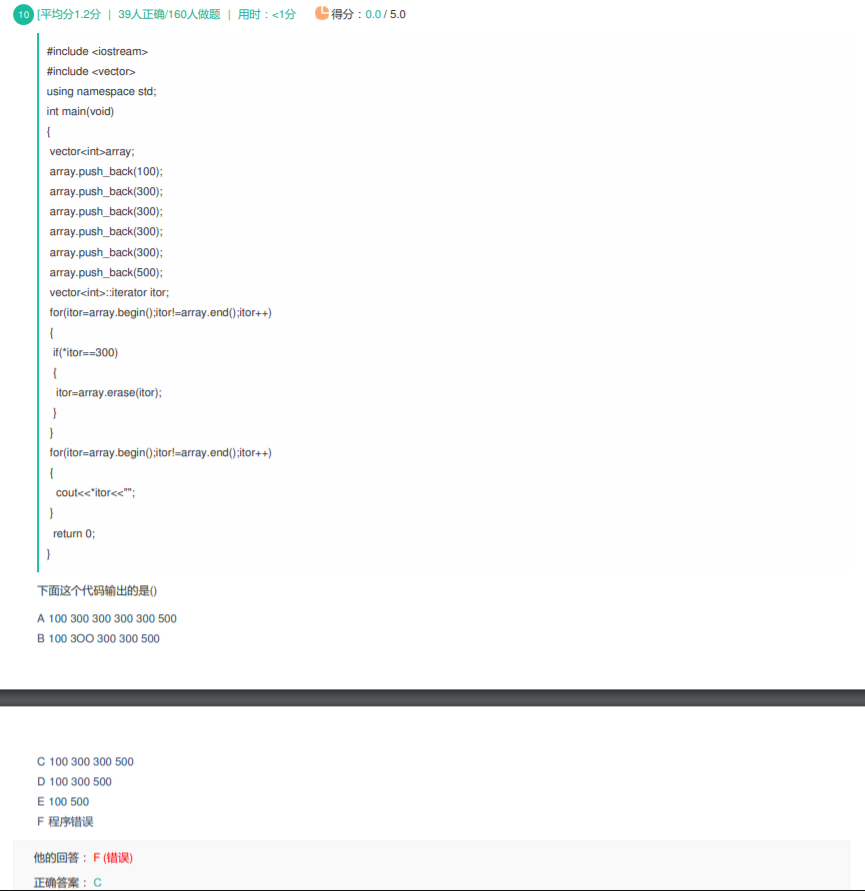 10 [平均分1.2分 | 39人正确/160人做题 | 用时：<1分 得分：0.0 / 5.0
#include <iostream>
#include <vector>
using namespace std;
int main(void)
{
vector<int>array;
array.push_back(100);
array.push_back(300);
array.push_back(300);
array.push_back(300);
array.push_back(300);
array.push_back(500);
vector<int>::iterator itor;
for(itor=array.begin();itor!=array.end();itor++)
{
if(*itor==300)
{
itor=array.erase(itor);
}
}
for(itor=array.begin();itor!=array.end();itor++)
{
cout<<*itor<<"";
}
return 0;
}
下面这个代码输出的是()
A 100 300 300 300 300 500
B 100 3OO 300 300 500
C 100 300 300 500
D 100 300 500
E 100 500
F 程序错误
他的回答： F (错误)
正确答案： C